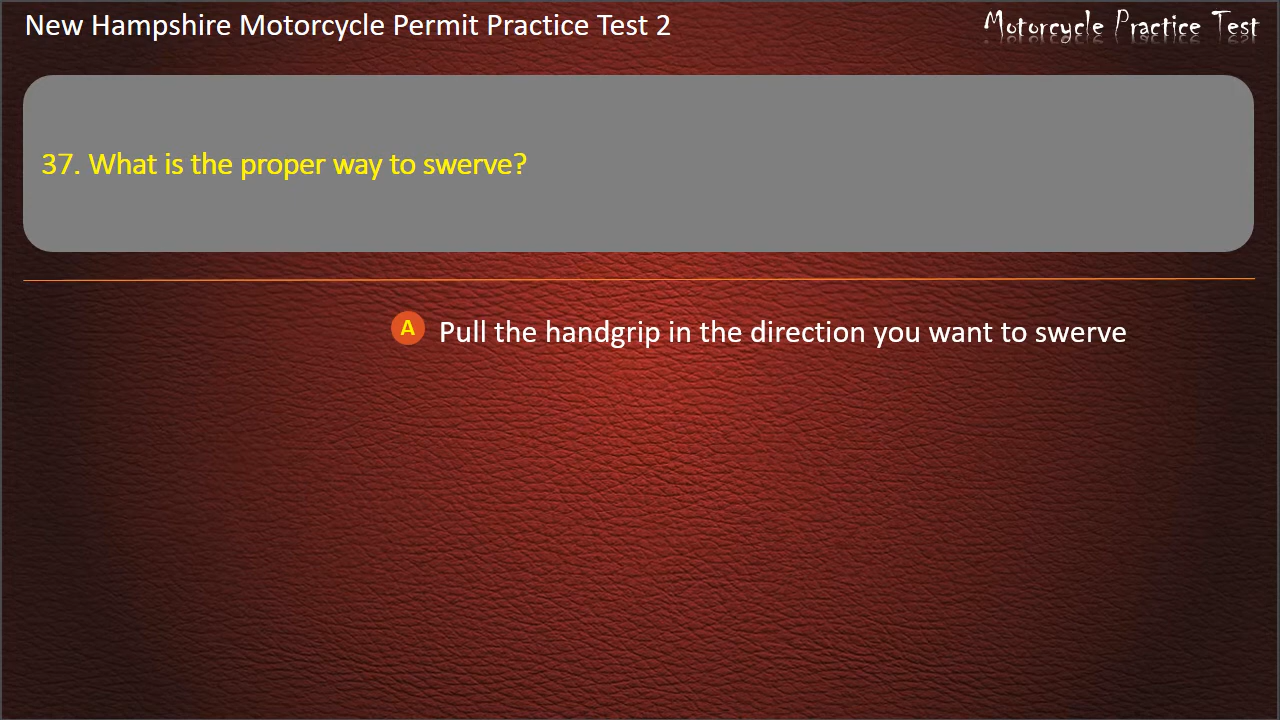 New Hampshire Motorcycle Permit Practice Test 2
Motorcycle Practice Test
37. What is the proper way to swerve?
A Pull the handgrip in the direction you want to swerve